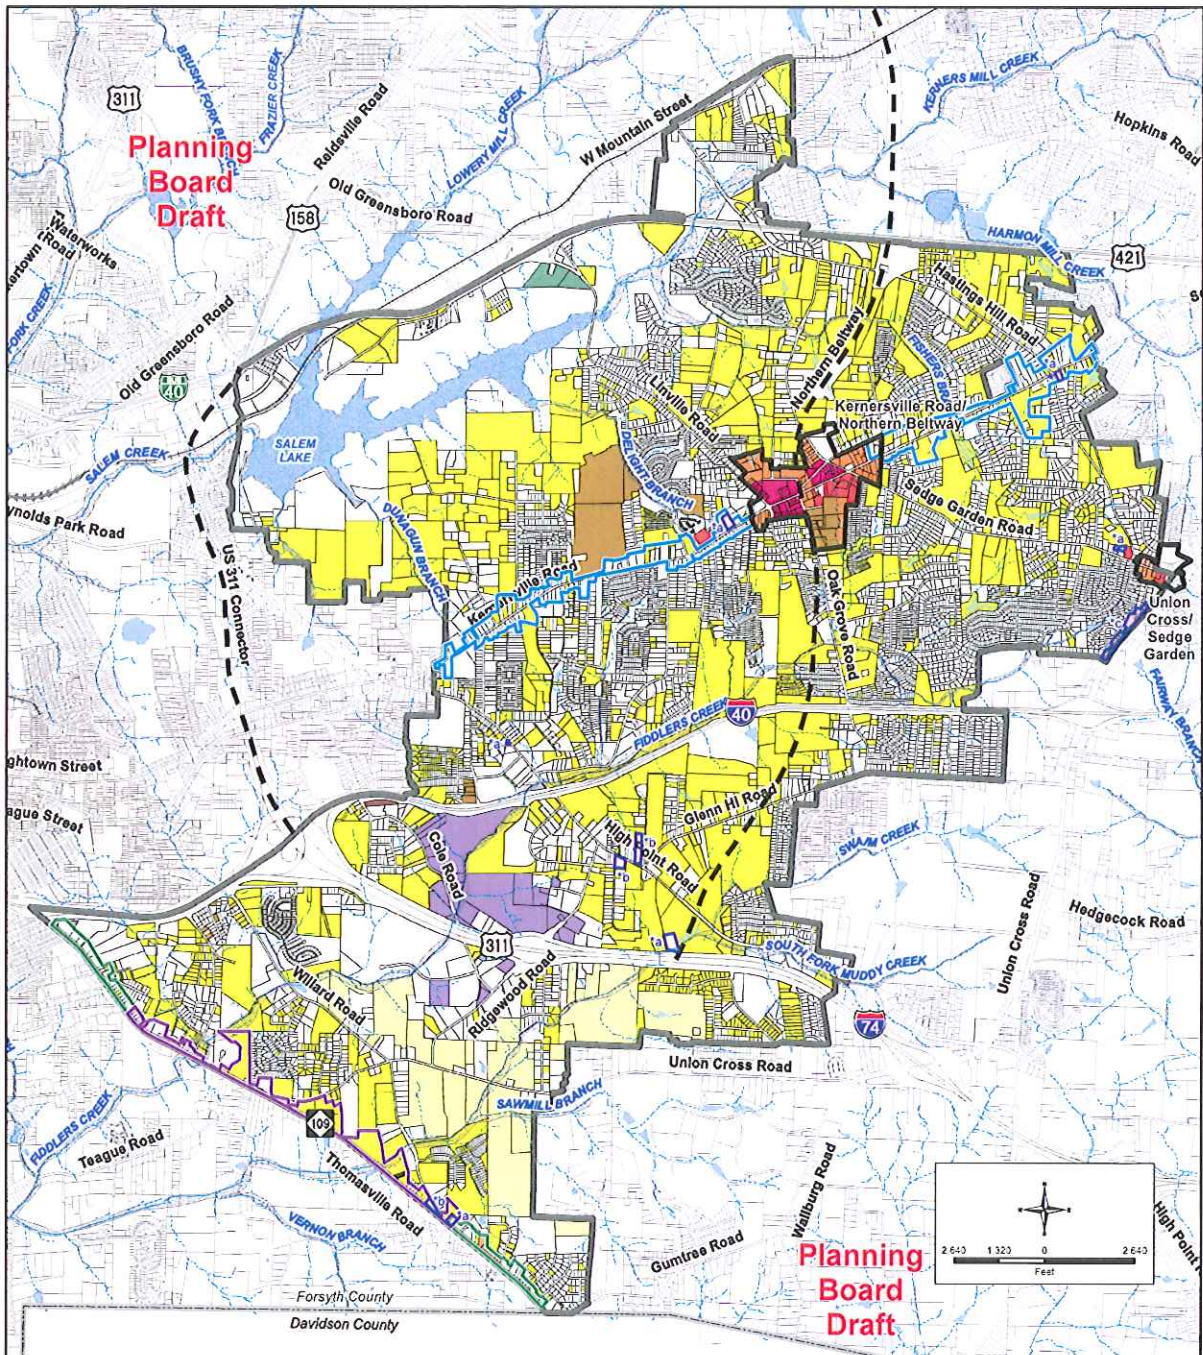 311
BRUSHY FORK BRANCH
FRAZIER CREEK
Planning
Board
Draft
Reidsville Road
LOWERY MILL CREEK
W Mountain Street
KERNERS MILL CREEK
Hopkins Road
Old Greensboro Road
158
Waterworks
Road
HARMON MILL CREEK
421
FORK CREEK
Old Greensboro Road
40
Hastings Hill Road
Northern Beltway
FISHERS BRA
Linville Road
Kernersville Road/
Northern Beltway
SALEM
LAKE
SALEM CREEK
DELIGHT BRANCH
Sedge Garden Road
ynolds Park Road
DUNAGUN BRANCH
US 311 Connector
Kernersville Road
Oak Grove Road
Union
Cross/
Sedge
Garden
FAIRWAY BRANCH
FIDDLERS CREEK
40
ghtown Street
ague Street
Glenn HI Road
High Point Road
Cole Road
SWAIM CREEK
Union Cross Road
Hedgecock Road
311
SOUTH FORK MUDDY CREEK
Willard Road
Ridgewood Road
74
Union Cross Road
SAWMILL BRANCH
109
FIDDLERS CREEK
Teague Road
Thomasville Road
VERNON BRANCH
Wallburg Road
Gumtree Road
High Point
Planning
Board
Draft
2 640 1 320 0 2 640
Feet
Forsyth County
Davidson County